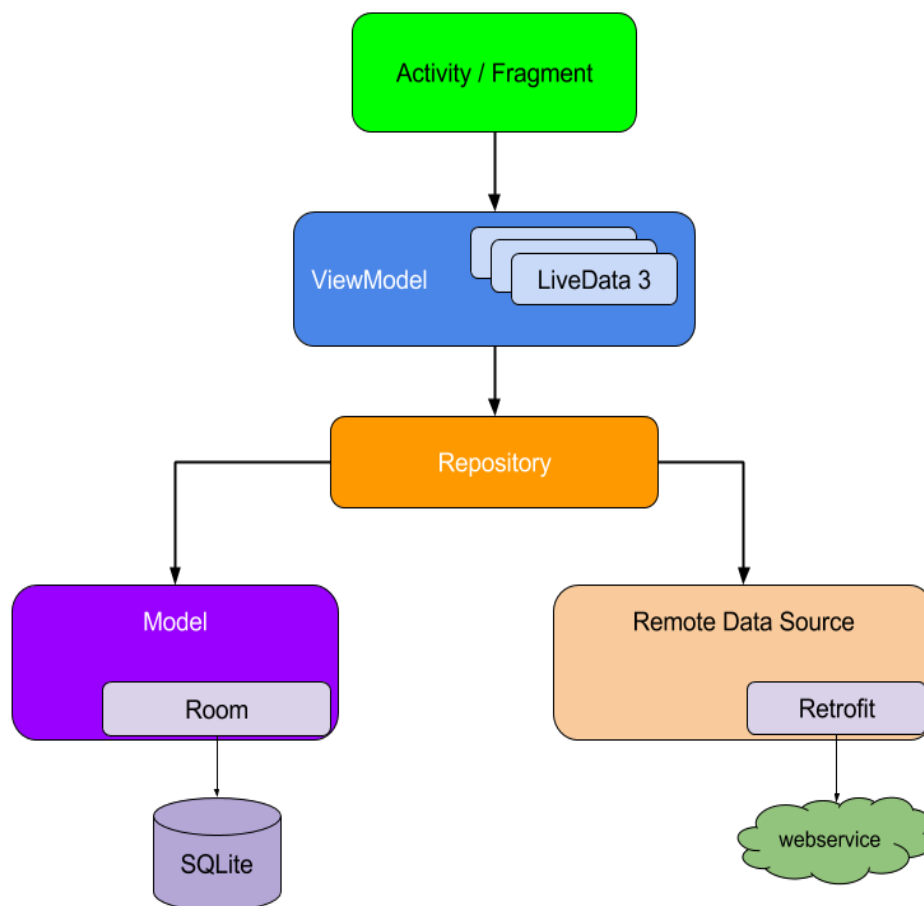 Activity / Fragment
ViewModel
LiveData 3
Repository
Model
Room
SQLite
Remote Data Source
Retrofit
webservice